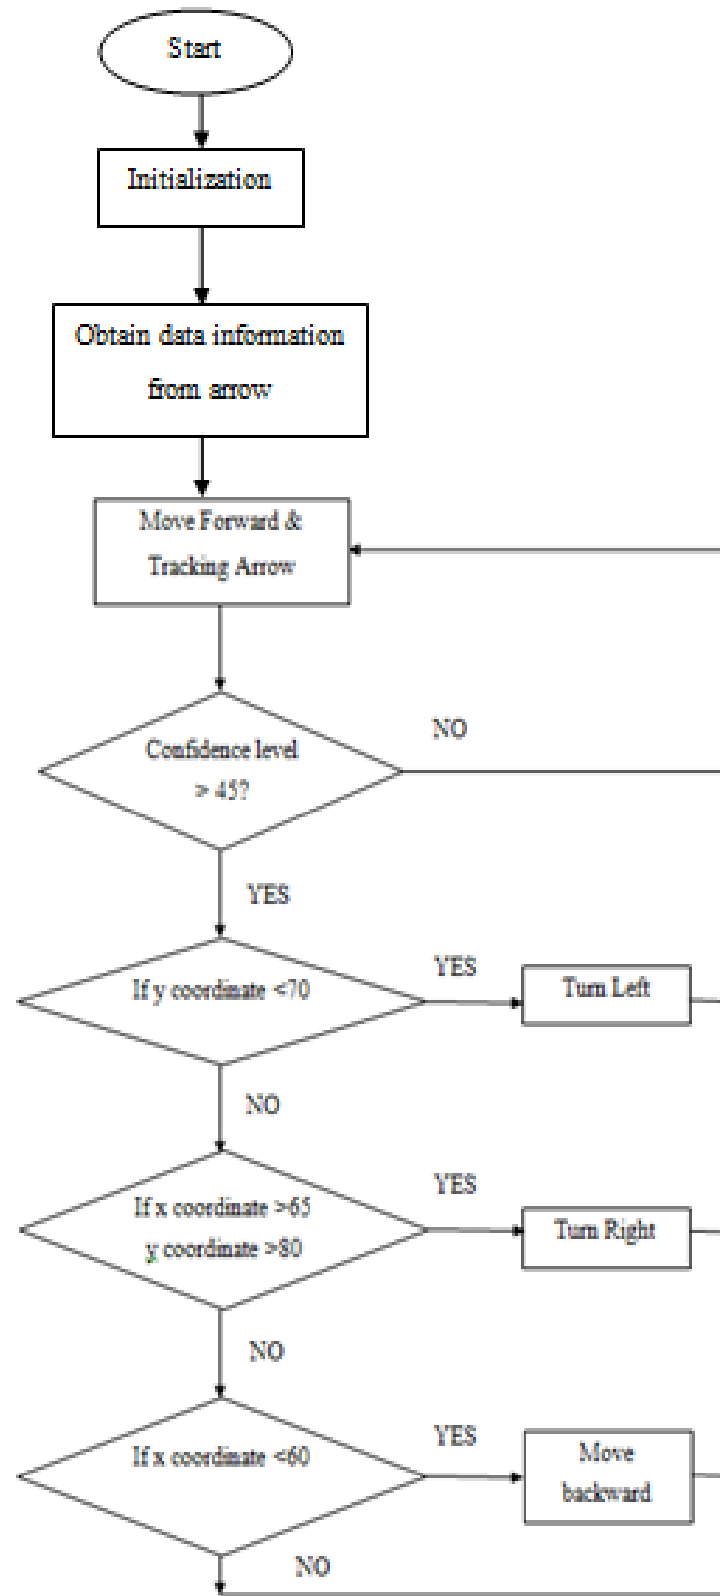 Start
Initialization
Obtain data information
from arrow
Move Forward &
Tracking Arrow
Confidence level
> 45?
NO
YES
If y coordinate <70
YES
Turn Left
NO
If x coordinate >65
y coordinate >80
YES
Turn Right
NO
If x coordinate <60
YES
Move
backward
NO